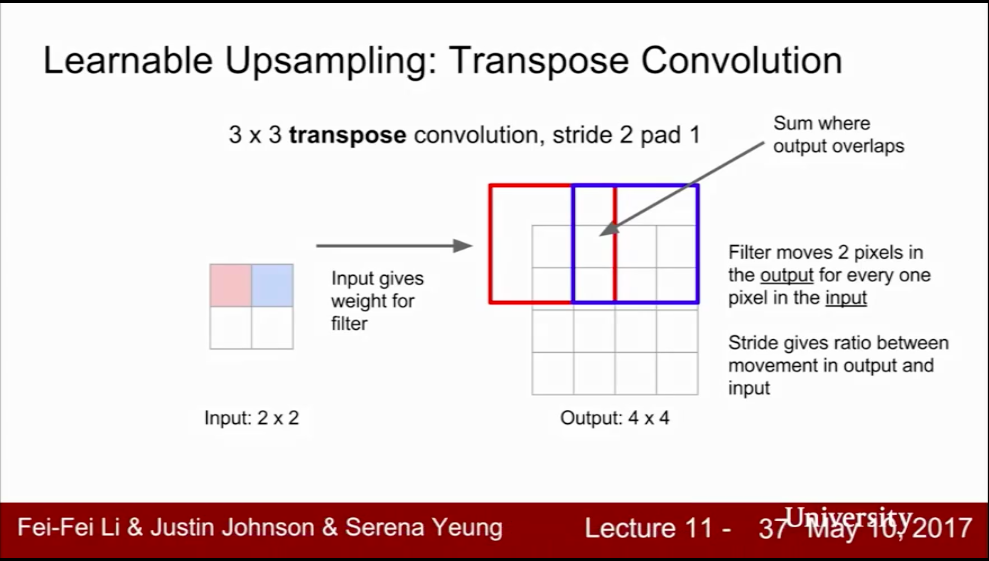 Learnable Upsampling: Transpose Convolution
3 x 3 transpose convolution, stride 2 pad 1
Sum where
output overlaps
Input gives
weight for
filter
Filter moves 2 pixels in
the output for every one
pixel in the input
Stride gives ratio between
movement in output and
input
Input: 2 x 2
Output: 4 x 4
Fei-Fei Li & Justin Johnson & Serena Yeung
Lecture 11 - 37
May 10, 2017
University